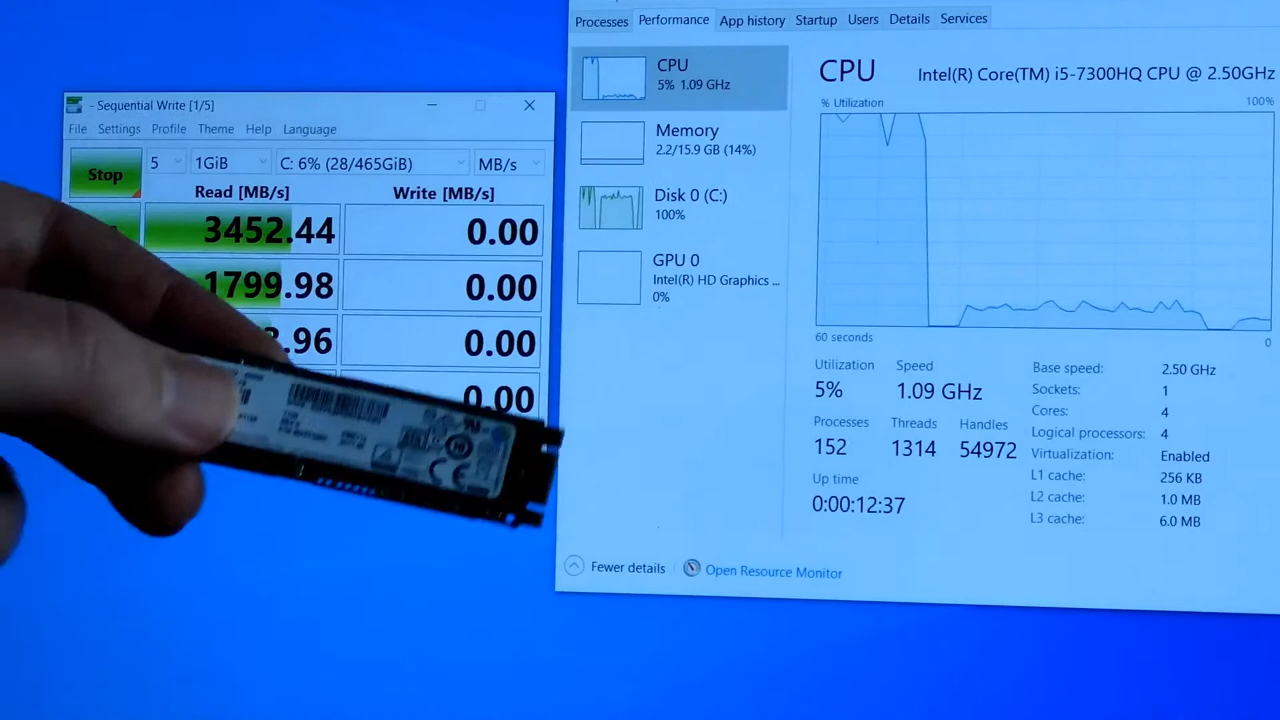 - Sequential Write [1/5]
File Settings Profile Theme Help Language
Stop 5 1GiB C: 6% (28/465GiB) MB/s
Read [MB/s] Write [MB/s]
3452.44 0.00
1799.98 0.00
.96 0.00
0.00
Processes Performance App history Startup Users Details Services
CPU
5% 1.09 GHz
Memory
2.2/15.9 GB (14%)
Disk 0 (C:)
100%
GPU 0
Intel(R) HD Graphics ...
0%
CPU Intel(R) Core(TM) i5-7300HQ CPU @ 2.50GHz
% Utilization 100%
60 seconds 0
Utilization Speed
5% 1.09 GHz
Processes Threads Handles
152 1314 54972
Up time
0:00:12:37
Base speed: 2.50 GHz
Sockets: 1
Cores: 4
Logical processors: 4
Virtualization: Enabled
L1 cache: 256 KB
L2 cache: 1.0 MB
L3 cache: 6.0 MB
Fewer details Open Resource Monitor